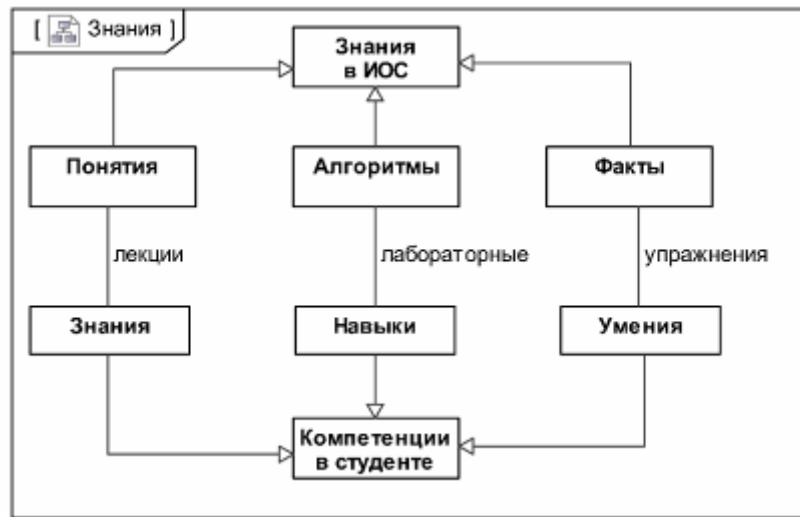 [ Знания ]
Знания
в ИОС
Понятия
Алгоритмы
Факты
лекции
лабораторные
упражнения
Знания
Навыки
Умения
Компетенции
в студенте